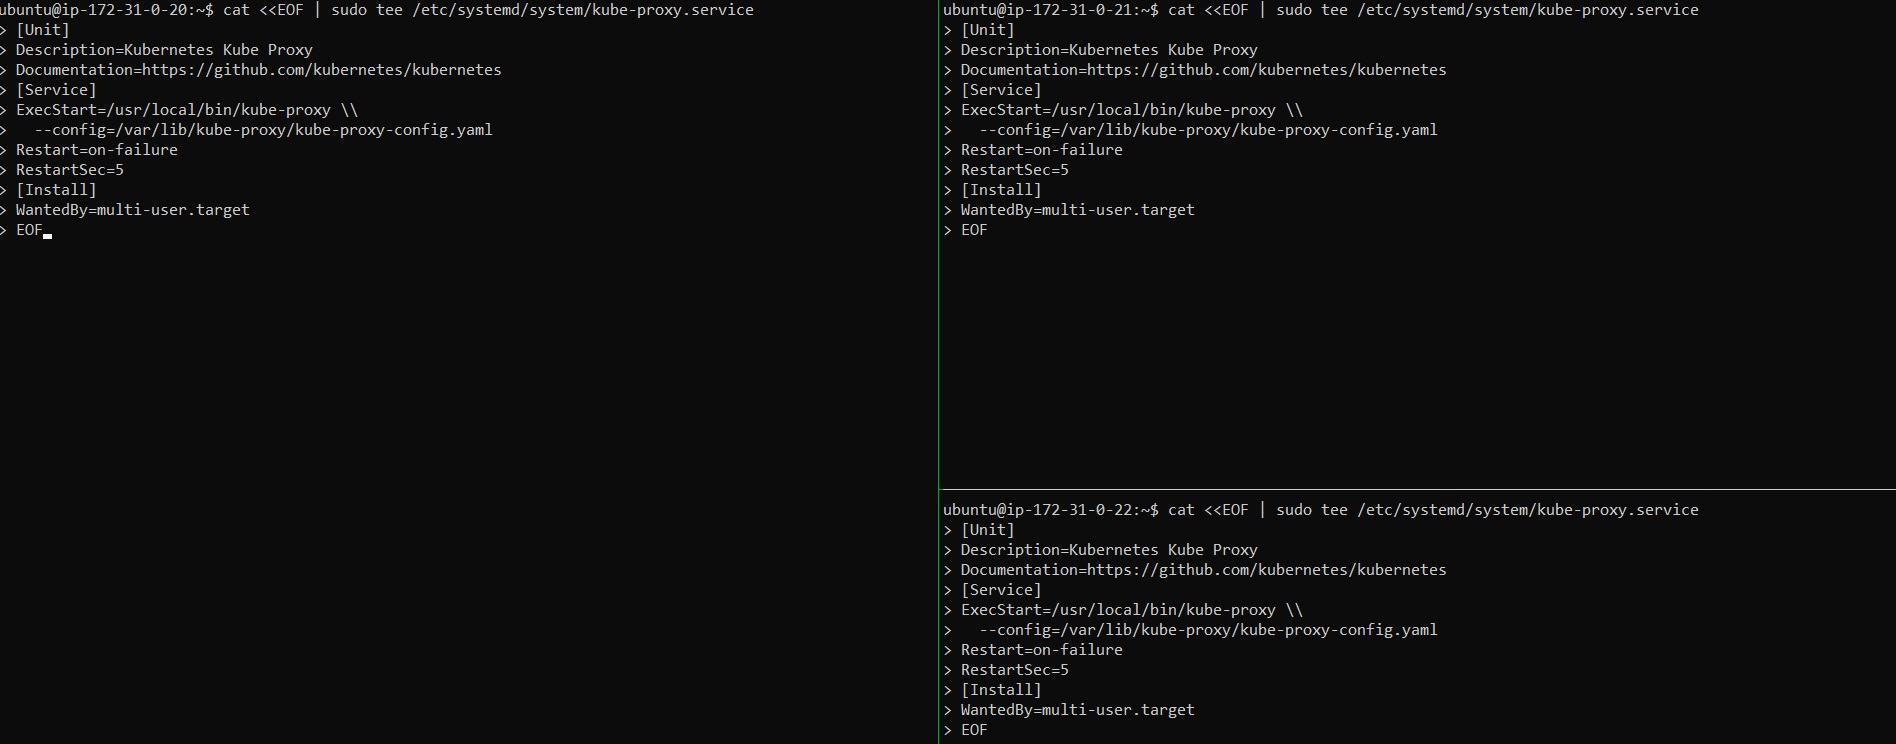 ubuntu@ip-172-31-0-20:~$ cat <<EOF | sudo tee /etc/systemd/system/kube-proxy.service
> [Unit]
> Description=Kubernetes Kube Proxy
> Documentation=https://github.com/kubernetes/kubernetes
> [Service]
> ExecStart=/usr/local/bin/kube-proxy \\
>   --config=/var/lib/kube-proxy/kube-proxy-config.yaml
> Restart=on-failure
> RestartSec=5
> [Install]
> WantedBy=multi-user.target
> EOF
ubuntu@ip-172-31-0-21:~$ cat <<EOF | sudo tee /etc/systemd/system/kube-proxy.service
> [Unit]
> Description=Kubernetes Kube Proxy
> Documentation=https://github.com/kubernetes/kubernetes
> [Service]
> ExecStart=/usr/local/bin/kube-proxy \\
>   --config=/var/lib/kube-proxy/kube-proxy-config.yaml
> Restart=on-failure
> RestartSec=5
> [Install]
> WantedBy=multi-user.target
> EOF
ubuntu@ip-172-31-0-22:~$ cat <<EOF | sudo tee /etc/systemd/system/kube-proxy.service
> [Unit]
> Description=Kubernetes Kube Proxy
> Documentation=https://github.com/kubernetes/kubernetes
> [Service]
> ExecStart=/usr/local/bin/kube-proxy \\
>   --config=/var/lib/kube-proxy/kube-proxy-config.yaml
> Restart=on-failure
> RestartSec=5
> [Install]
> WantedBy=multi-user.target
> EOF